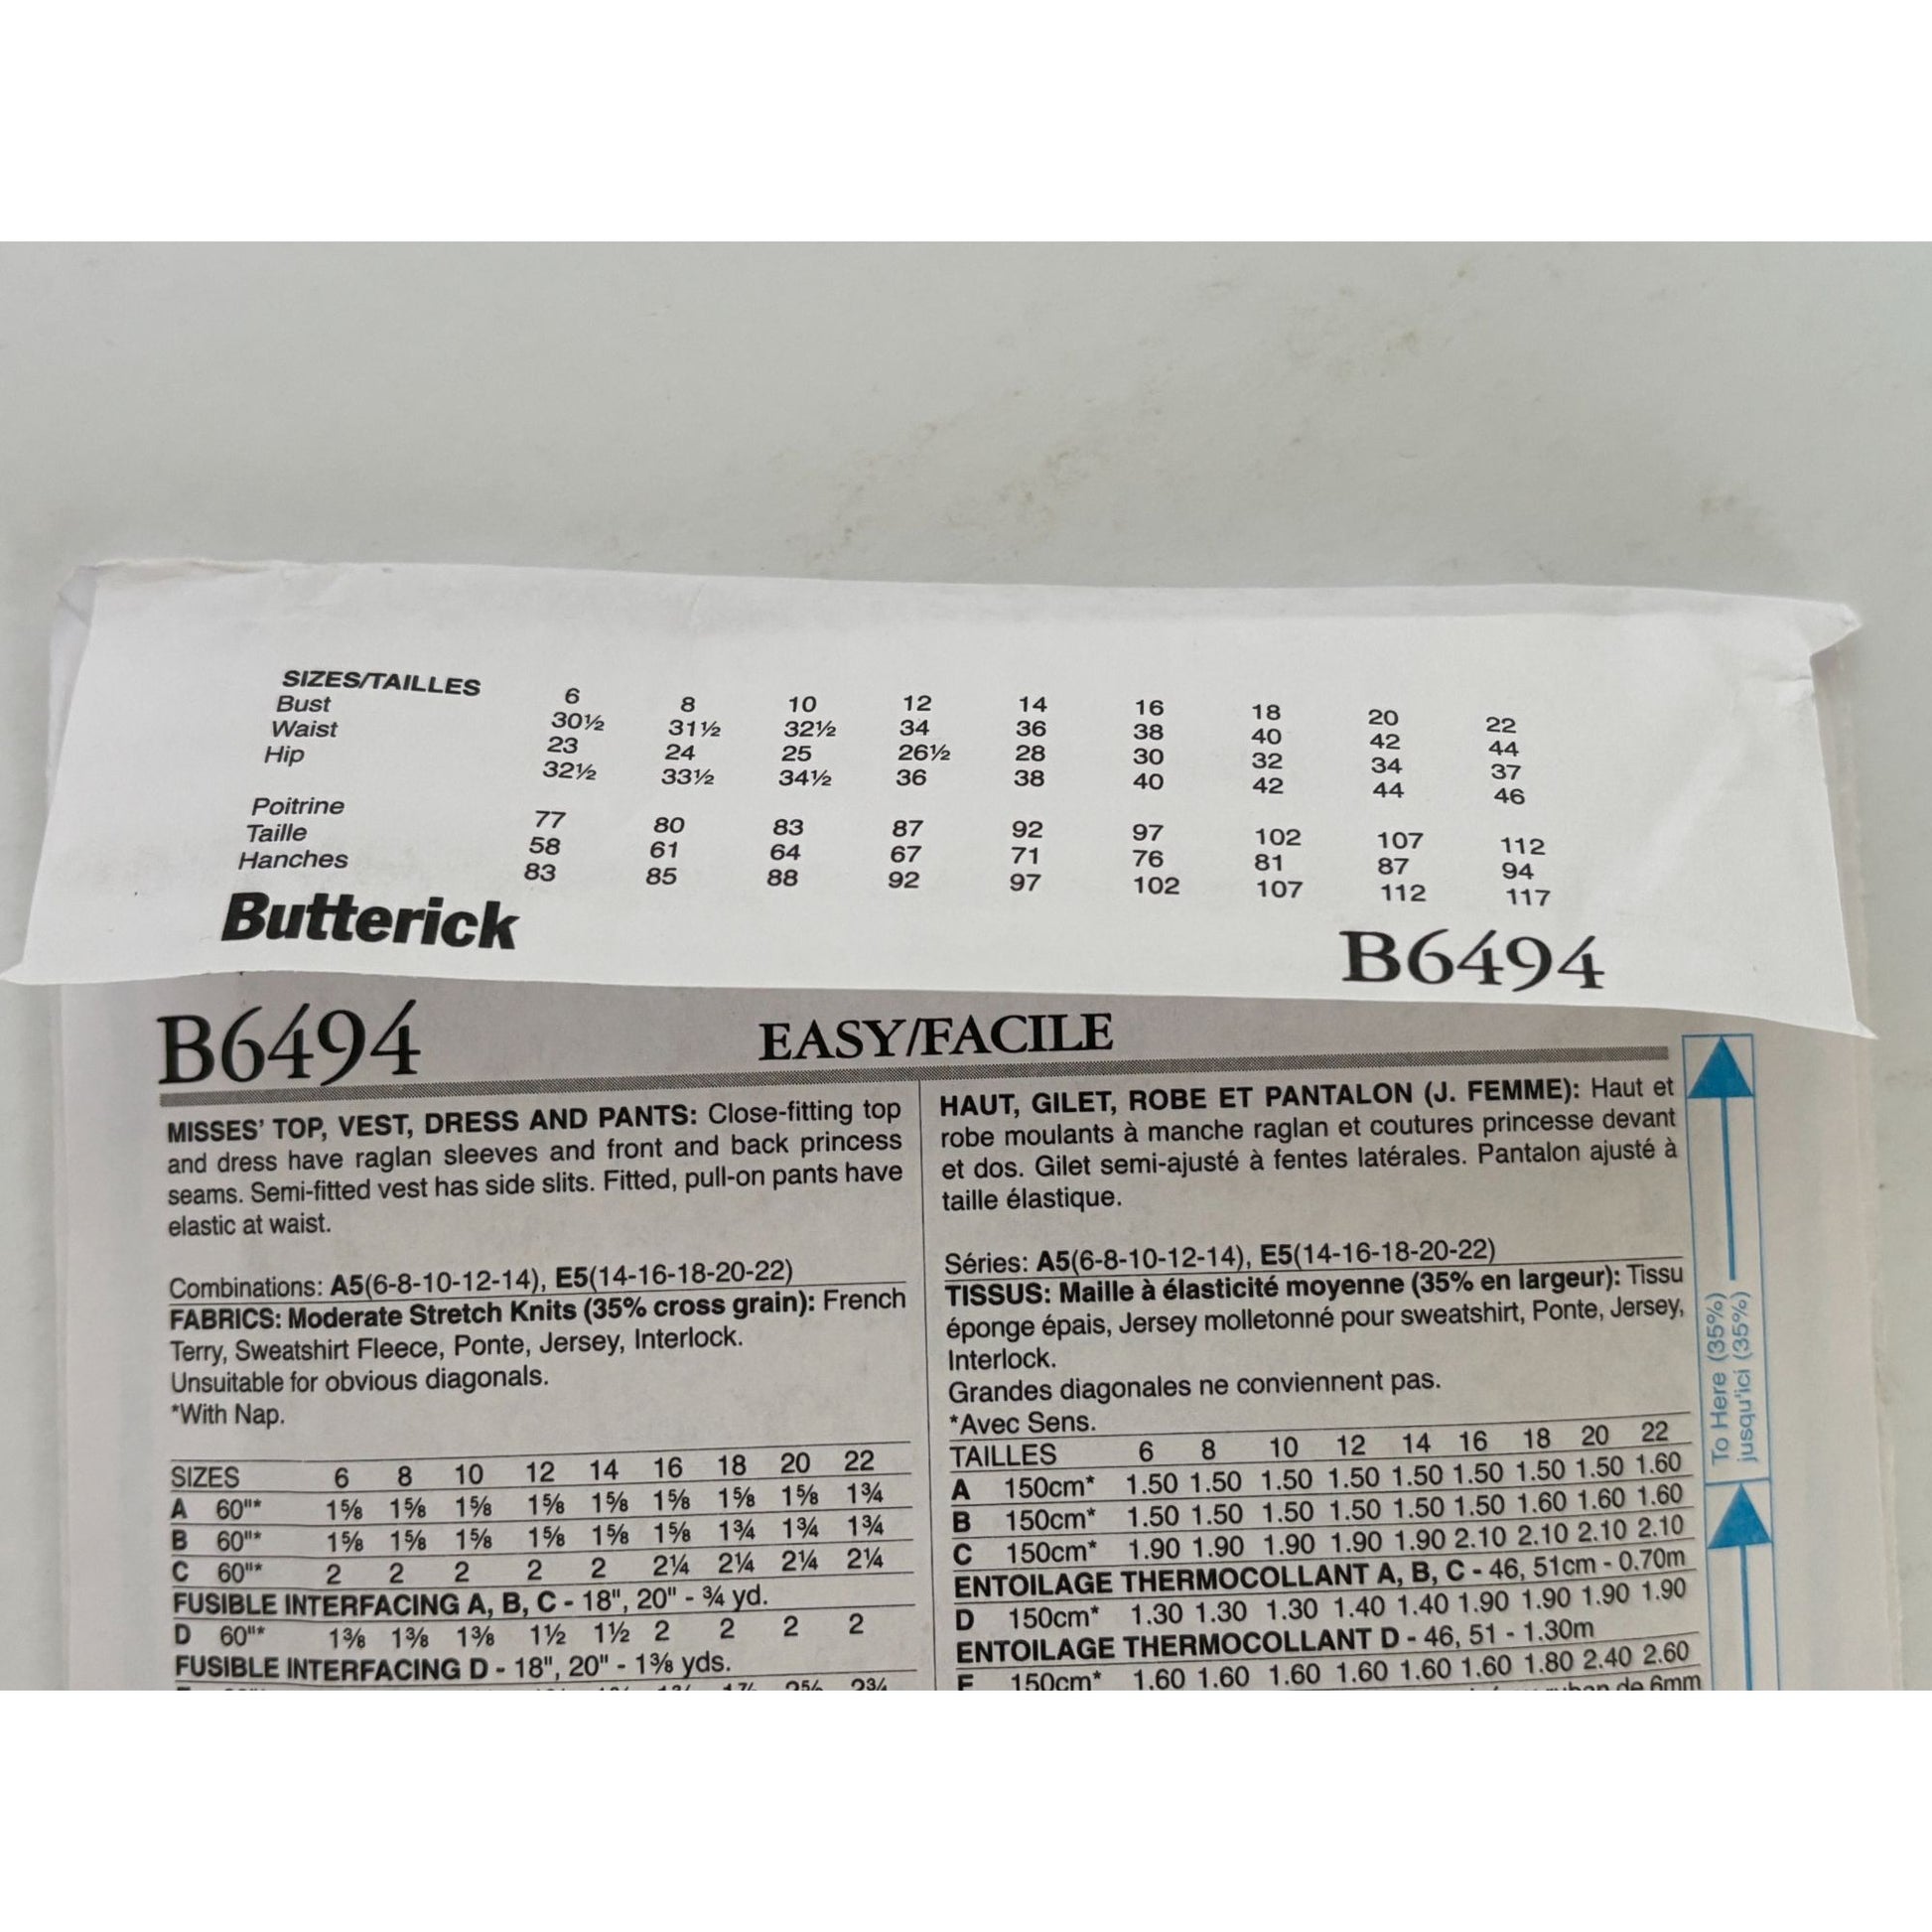 SIZES/TAILLES 6 8 10 12 14 16 18 20 22
Bust 30½ 31½ 32½ 34 36 38 40 42 44
Waist 23 24 25 26½ 28 30 32 34 37
Hip 32½ 33½ 34½ 36 38 40 42 44 46
Poitrine 77 80 83 87 92 97 102 107 112
Taille 58 61 64 67 71 76 81 87 94
Hanches 83 85 88 92 97 102 107 112 117
Butterick B6494
B6494 EASY/FACILE
MISSES' TOP, VEST, DRESS AND PANTS: Close-fitting top
and dress have raglan sleeves and front and back princess
seams. Semi-fitted vest has side slits. Fitted, pull-on pants have
elastic at waist.
Combinations: A5(6-8-10-12-14), E5(14-16-18-20-22)
FABRICS: Moderate Stretch Knits (35% cross grain): French
Terry, Sweatshirt Fleece, Ponte, Jersey, Interlock.
Unsuitable for obvious diagonals.
*With Nap.
SIZES 6 8 10 12 14 16 18 20 22
A 60"* 1⅝ 1⅝ 1⅝ 1⅝ 1⅝ 1⅝ 1⅝ 1⅝ 1¾
B 60"* 1⅝ 1⅝ 1⅝ 1⅝ 1⅝ 1⅝ 1¾ 1¾ 1¾
C 60"* 2 2 2 2 2 2¼ 2¼ 2¼ 2¼
FUSIBLE INTERFACING A, B, C - 18", 20" - ¾ yd.
D 60"* 1⅜ 1⅜ 1⅜ 1½ 1½ 2 2 2 2
FUSIBLE INTERFACING D - 18", 20" - 1⅜ yds.
HAUT, GILET, ROBE ET PANTALON (J. FEMME): Haut et
robe moulants à manche raglan et coutures princesse devant
et dos. Gilet semi-ajusté à fentes latérales. Pantalon ajusté à
taille élastique.
Séries: A5(6-8-10-12-14), E5(14-16-18-20-22)
TISSUS: Maille à élasticité moyenne (35% en largeur): Tissu
éponge épais, Jersey molletonné pour sweatshirt, Ponte, Jersey,
Interlock.
Grandes diagonales ne conviennent pas.
*Avec Sens.
TAILLES 6 8 10 12 14 16 18 20 22
A 150cm* 1.50 1.50 1.50 1.50 1.50 1.50 1.50 1.50 1.60
B 150cm* 1.50 1.50 1.50 1.50 1.50 1.50 1.60 1.60 1.60
C 150cm* 1.90 1.90 1.90 1.90 1.90 2.10 2.10 2.10 2.10
ENTOILAGE THERMOCOLLANT A, B, C - 46, 51cm - 0.70m
D 150cm* 1.30 1.30 1.30 1.40 1.40 1.90 1.90 1.90 1.90
ENTOILAGE THERMOCOLLANT D - 46, 51 - 1.30m
E 150cm* 1.60 1.60 1.60 1.60 1.60 1.60 1.80 2.40 2.60
de 6mm
To Here (35%)
jusqu'ici (35%)